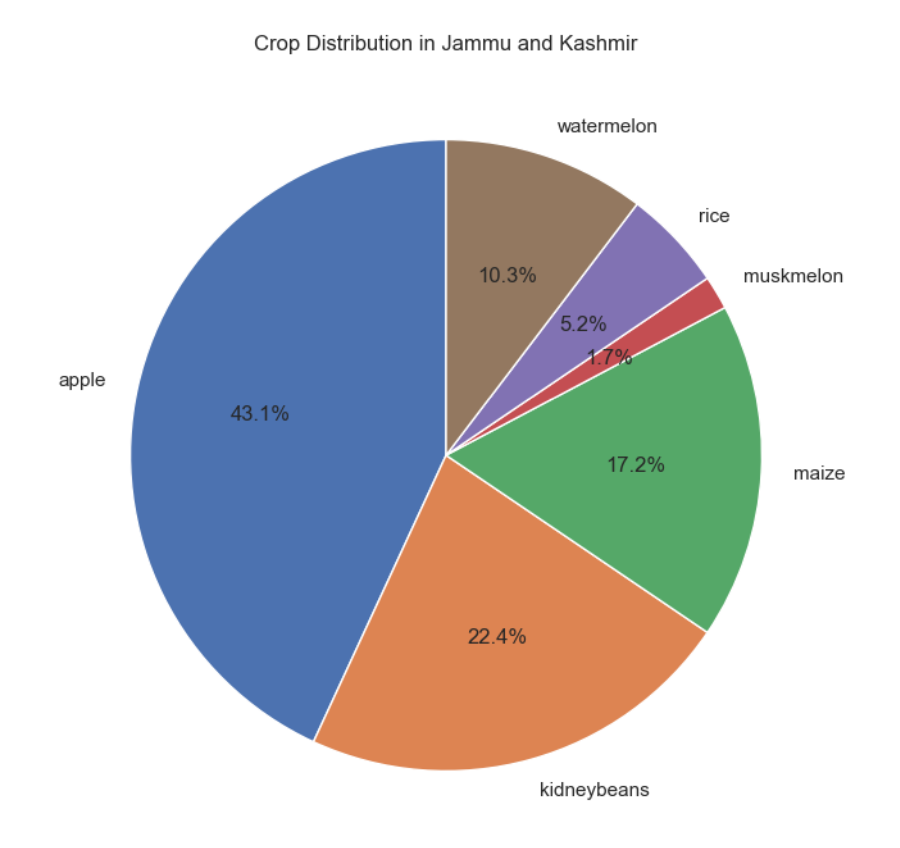 Crop Distribution in Jammu and Kashmir
watermelon
rice
muskmelon
10.3%
5.2%
1.7%
apple
43.1%
17.2%
maize
22.4%
kidneybeans